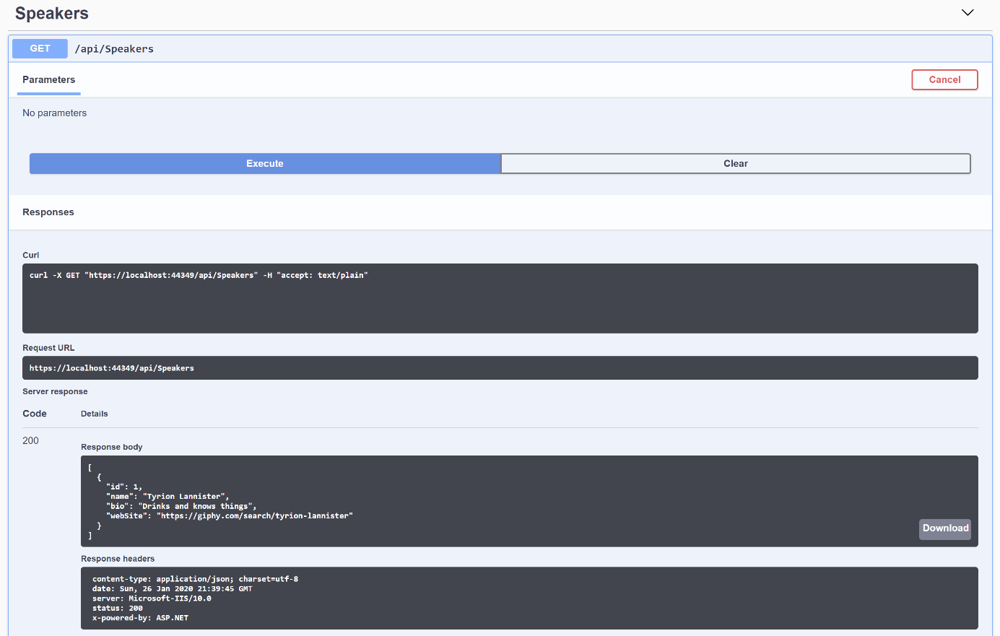 Speakers
GET /api/Speakers
Parameters
Cancel
No parameters
Execute
Clear
Responses
Curl
curl -X GET "https://localhost:44349/api/Speakers" -H "accept: text/plain"
Request URL
https://localhost:44349/api/Speakers
Server response
Code Details
200
Response body
[
{
"id": 1,
"name": "Tyrion Lannister",
"bio": "Drinks and knows things",
"webSite": "https://giphy.com/search/tyrion-lannister"
}
]
Download
Response headers
content-type: application/json; charset=utf-8
date: Sun, 26 Jan 2020 21:39:45 GMT
server: Microsoft-IIS/10.0
status: 200
x-powered-by: ASP.NET